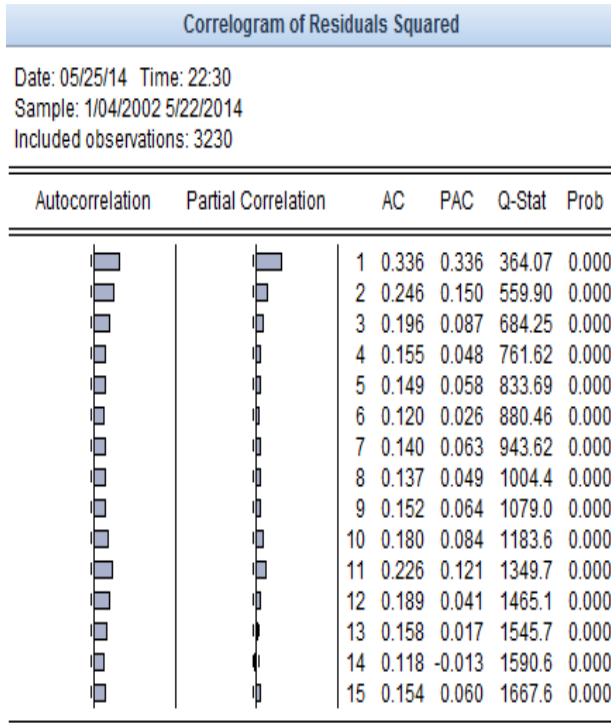 Correlogram of Residuals Squared
Date: 05/25/14 Time: 22:30
Sample: 1/04/2002 5/22/2014
Included observations: 3230
Autocorrelation Partial Correlation AC PAC Q-Stat Prob
1 0.336 0.336 364.07 0.000
2 0.246 0.150 559.90 0.000
3 0.196 0.087 684.25 0.000
4 0.155 0.048 761.62 0.000
5 0.149 0.058 833.69 0.000
6 0.120 0.026 880.46 0.000
7 0.140 0.063 943.62 0.000
8 0.137 0.049 1004.4 0.000
9 0.152 0.064 1079.0 0.000
10 0.180 0.084 1183.6 0.000
11 0.226 0.121 1349.7 0.000
12 0.189 0.041 1465.1 0.000
13 0.158 0.017 1545.7 0.000
14 0.118 -0.013 1590.6 0.000
15 0.154 0.060 1667.6 0.000